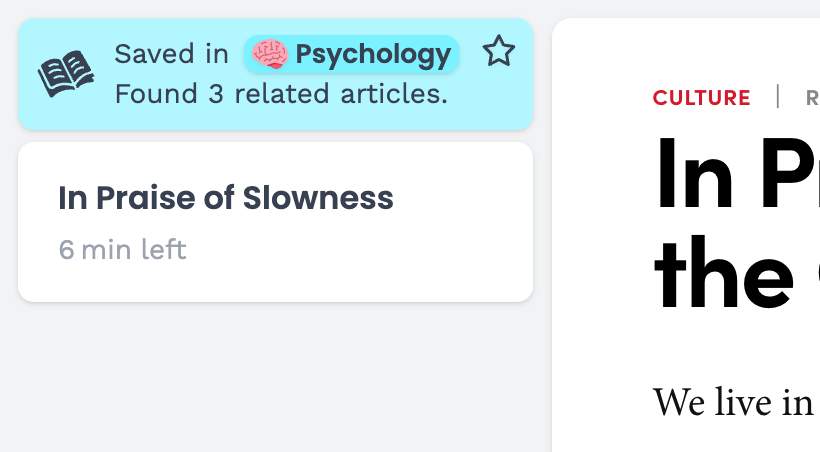 Saved in 🧠 Psychology
Found 3 related articles.
In Praise of Slowness
6 min left
CULTURE | R
In P
the
We live in